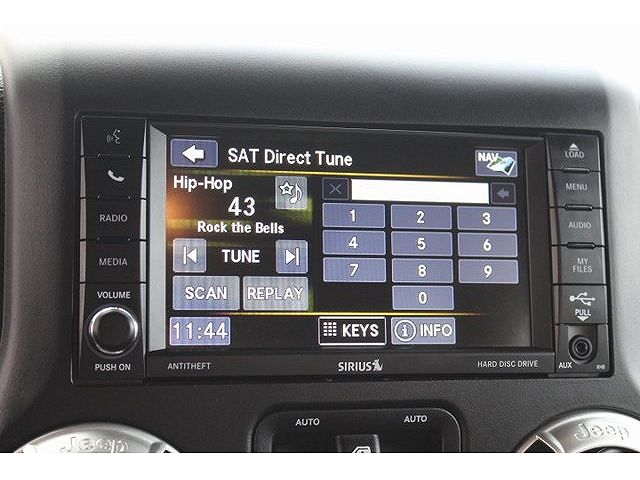 SAT Direct Tune
NAV
LOAD
Hip-Hop
43
Rock the Bells
1 2 3
MENU
RADIO
4 5 6
AUDIO
TUNE
MEDIA
7 8 9
MY FILES
SCAN REPLAY
0
VOLUME
PULL
11:44
KEYS
INFO
PUSH ON
ANTITHEFT
SIRIUS
HARD DISC DRIVE
AUX
AUTO
AUTO
Jeep
Jeep